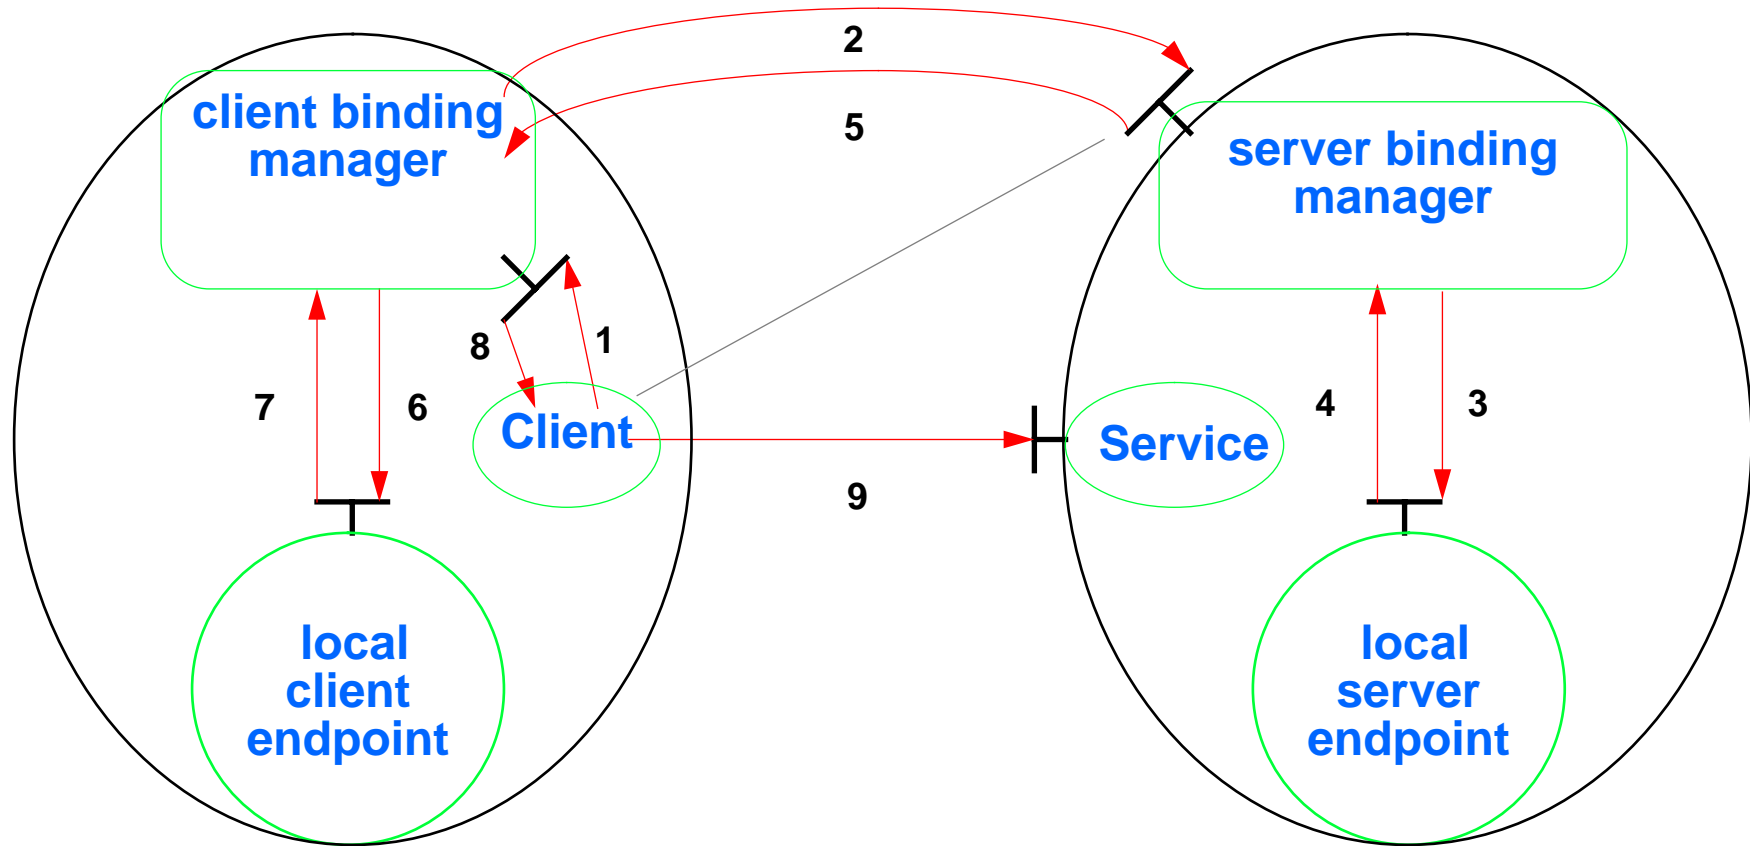 2
client binding
manager
5
server binding
manager
8
1
7
6
Client
4
3
Service
9
local
client
endpoint
local
server
endpoint